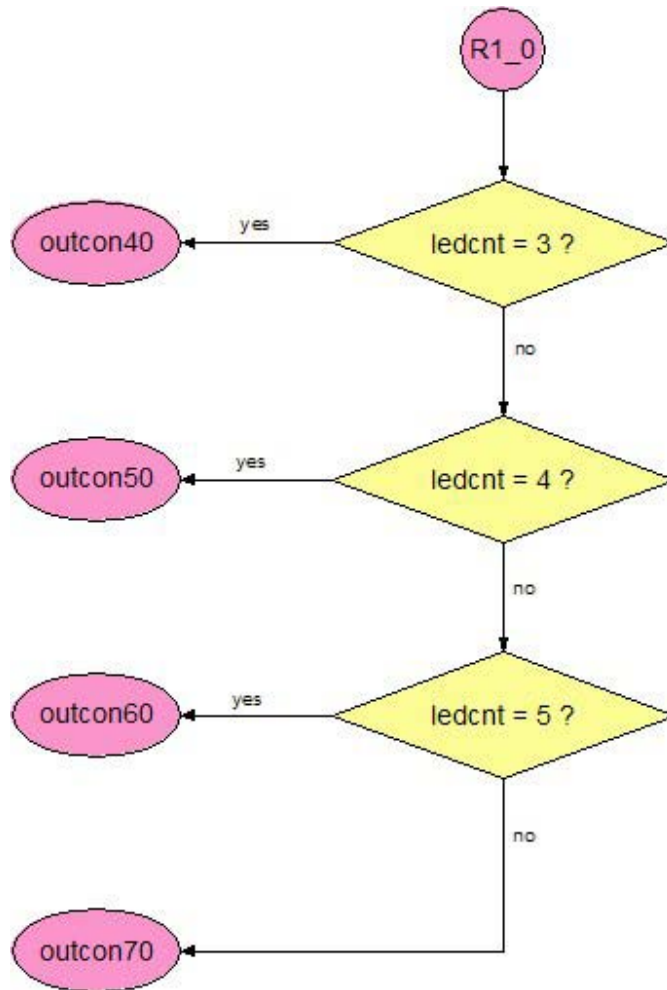 R1_0
ledcnt = 3 ?
yes
outcon40
no
ledcnt = 4 ?
yes
outcon50
no
ledcnt = 5 ?
yes
outcon60
no
outcon70